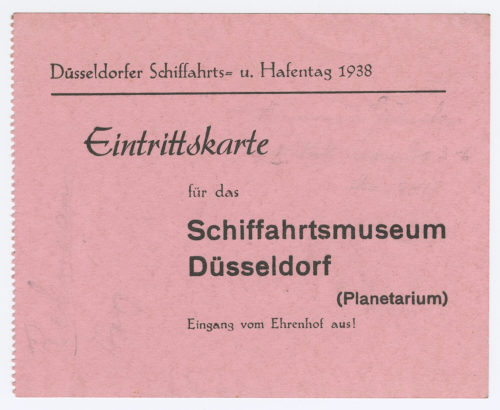 Düsseldorfer Schiffahrts= u. Hafentag 1938
Eintrittskarte
für das
Schiffahrtsmuseum
Düsseldorf
(Planetarium)
Eingang vom Ehrenhof aus!